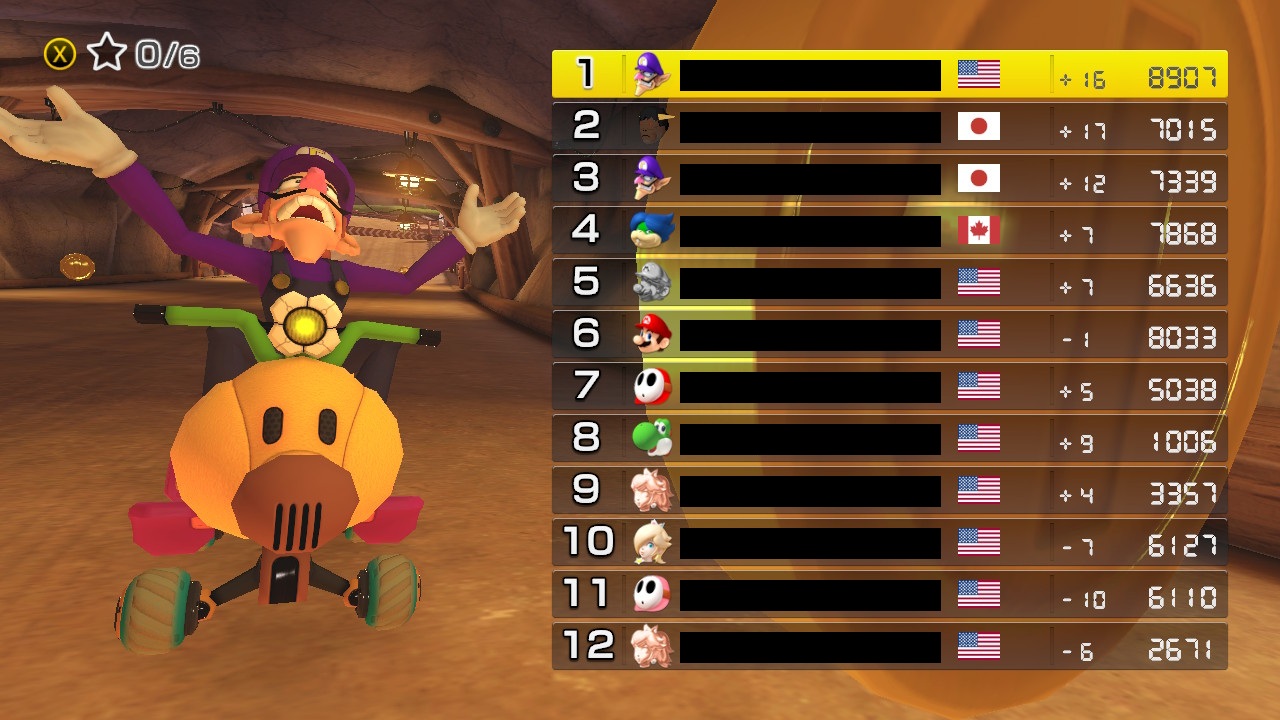 X 0/6
1 + 16 8907
2 + 17 7015
3 + 12 7339
4 + 7 7868
5 + 7 6636
6 - 1 8033
7 + 5 5038
8 + 9 1006
9 + 4 3357
10 - 7 6127
11 - 10 6110
12 - 6 2671